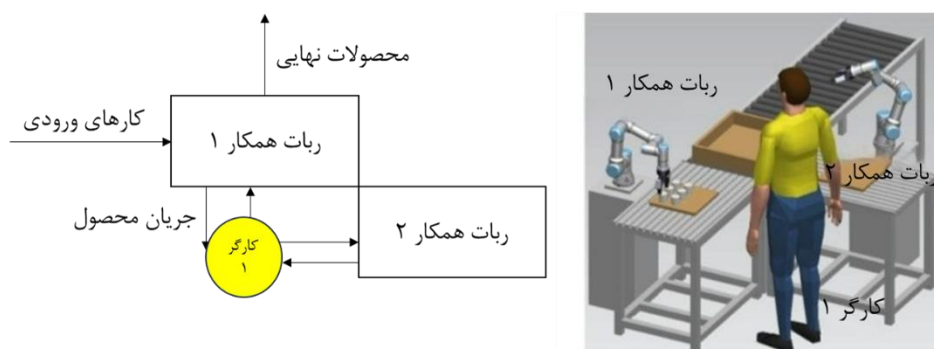 محصولات نهایی
کارهای ورودی
ربات همکار ۱
جریان محصول
کارگر
۱
ربات همکار ۲
ربات همکار ۱
ربات همکار ۲
کارگر ۱